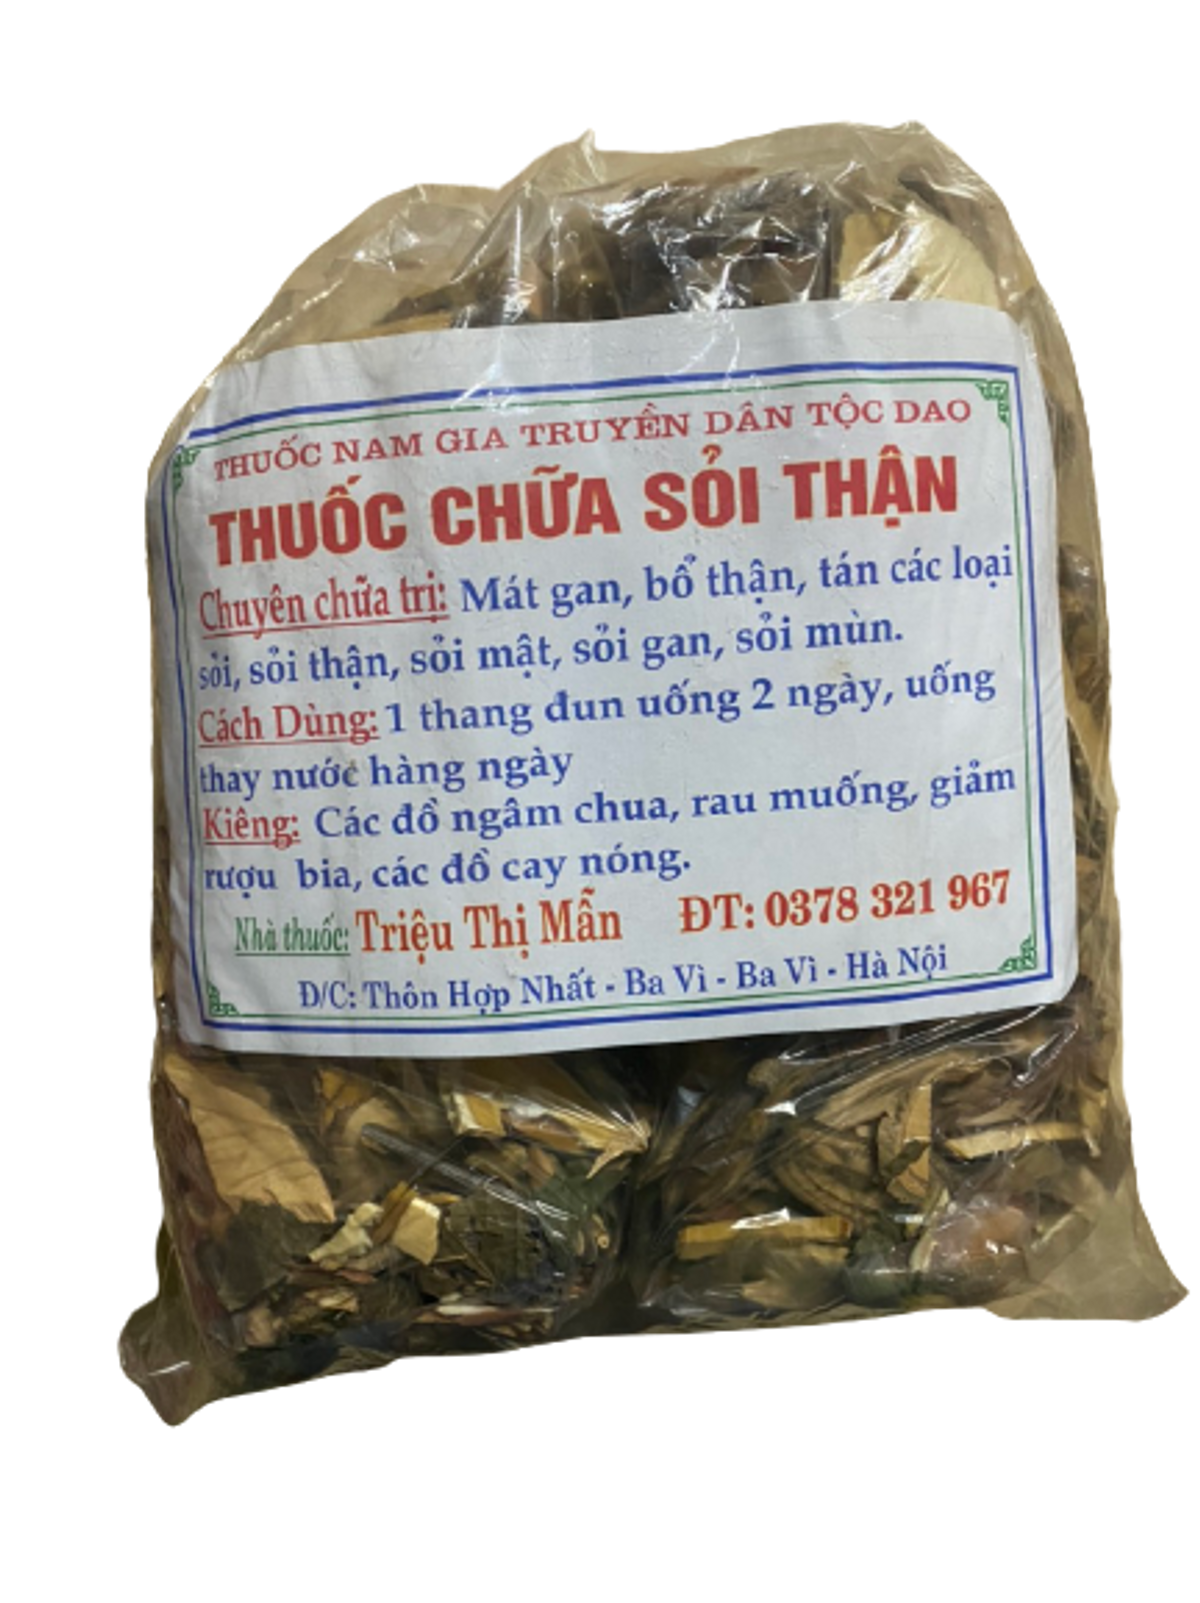 THUỐC NAM GIA TRUYỀN DÂN TỘC DAO
THUỐC CHỮA SỎI THẬN
Chuyên chữa trị: Mát gan, bổ thận, tán các loại
sỏi, sỏi thận, sỏi mật, sỏi gan, sỏi mùn.
Cách Dùng: 1 thang đun uống 2 ngày, uống
thay nước hàng ngày
Kiêng: Các đồ ngâm chua, rau muống, giảm
rượu bia, các đồ cay nóng.
Nhà thuốc: Triệu Thị Mẫn ĐT: 0378 321 967
Đ/C: Thôn Hợp Nhất - Ba Vì - Ba Vì - Hà Nội